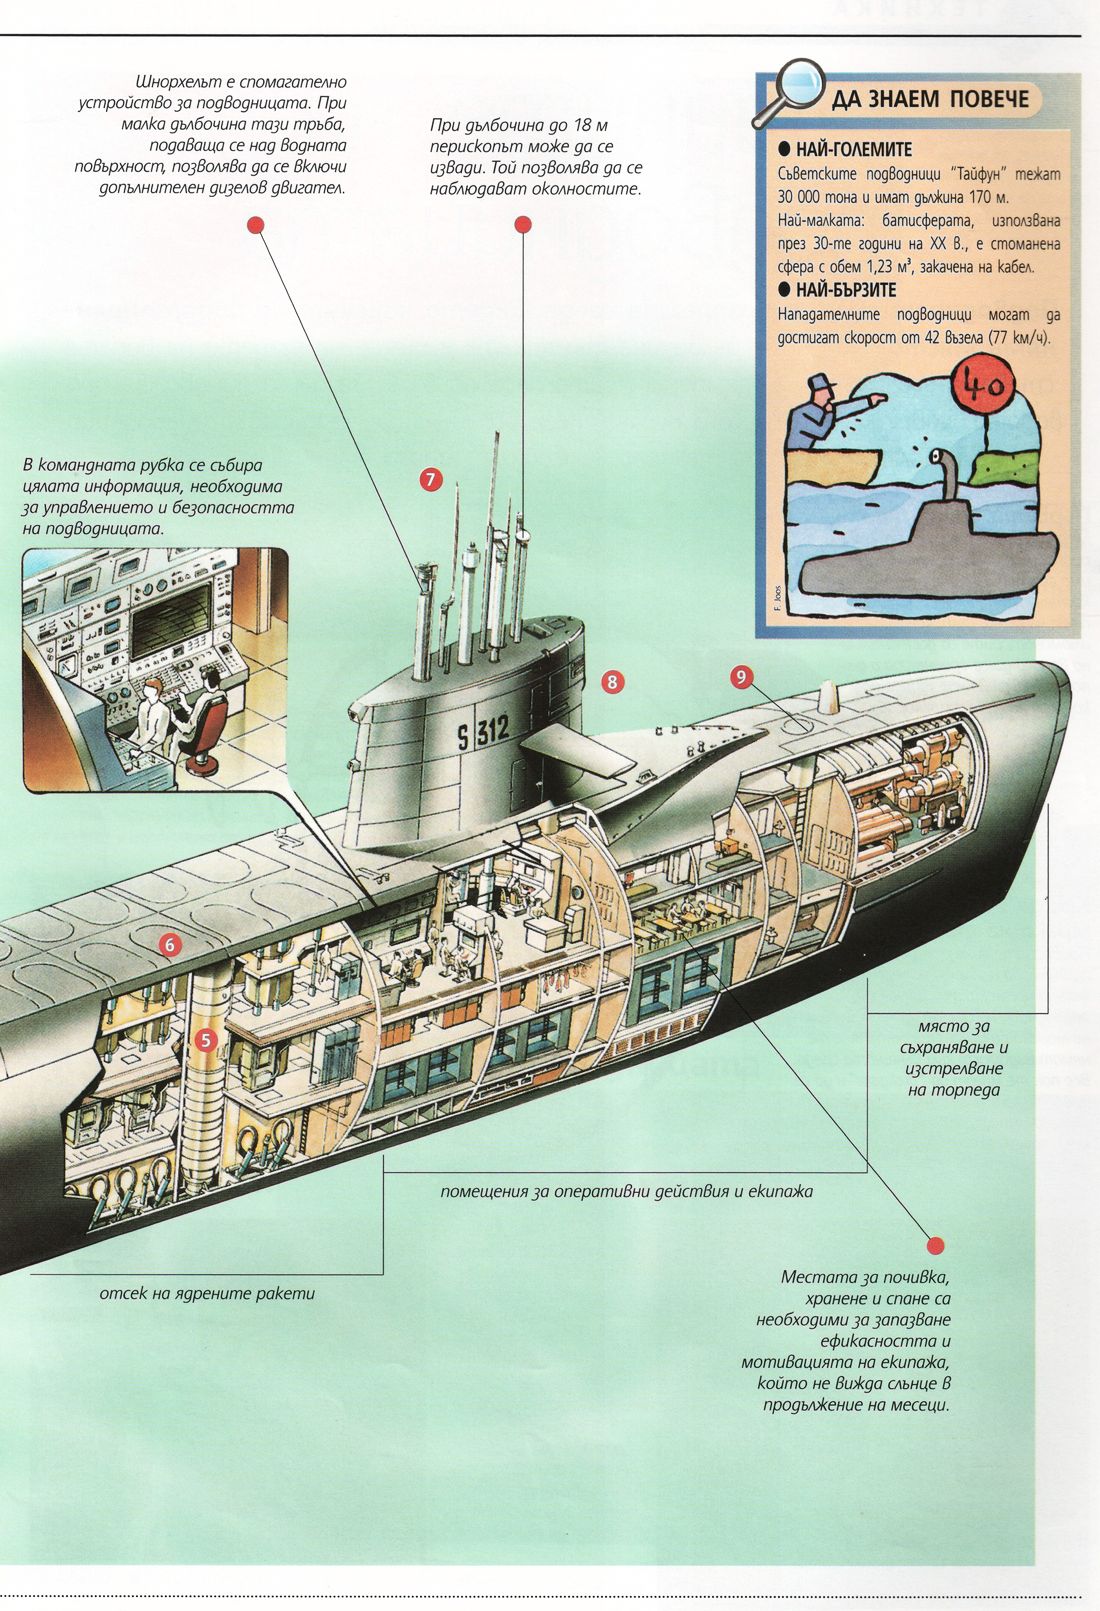 Шнорхелът е спомагателно
устройство за подводницата. При
малка дълбочина тази тръба,
подаваща се над водната
повърхност, позволява да се включи
допълнителен дизелов двигател.
При дълбочина до 18 м
перископът може да се
извади. Той позволява да се
наблюдават околностите.
ДА ЗНАЕМ ПОВЕЧЕ
● НАЙ-ГОЛЕМИТЕ
Съветските подводници "Тайфун" тежат
30 000 тона и имат дължина 170 м.
Най-малката: батисферата, използвана
през 30-те години на XX в., е стоманена
сфера с обем 1,23 м³, закачена на кабел.
● НАЙ-БЪРЗИТЕ
Нападателните подводници могат да
достигат скорост от 42 възела (77 км/ч).
40
F. Joos
В командната рубка се събира
цялата информация, необходима
за управлението и безопасността
на подводницата.
7
8
9
S 312
6
5
място за
съхраняване и
изстрелване
на торпеда
помещения за оперативни действия и екипажа
отсек на ядрените ракети
Местата за почивка,
хранене и спане са
необходими за запазване
ефикасността и
мотивацията на екипажа,
който не вижда слънце в
продължение на месеци.